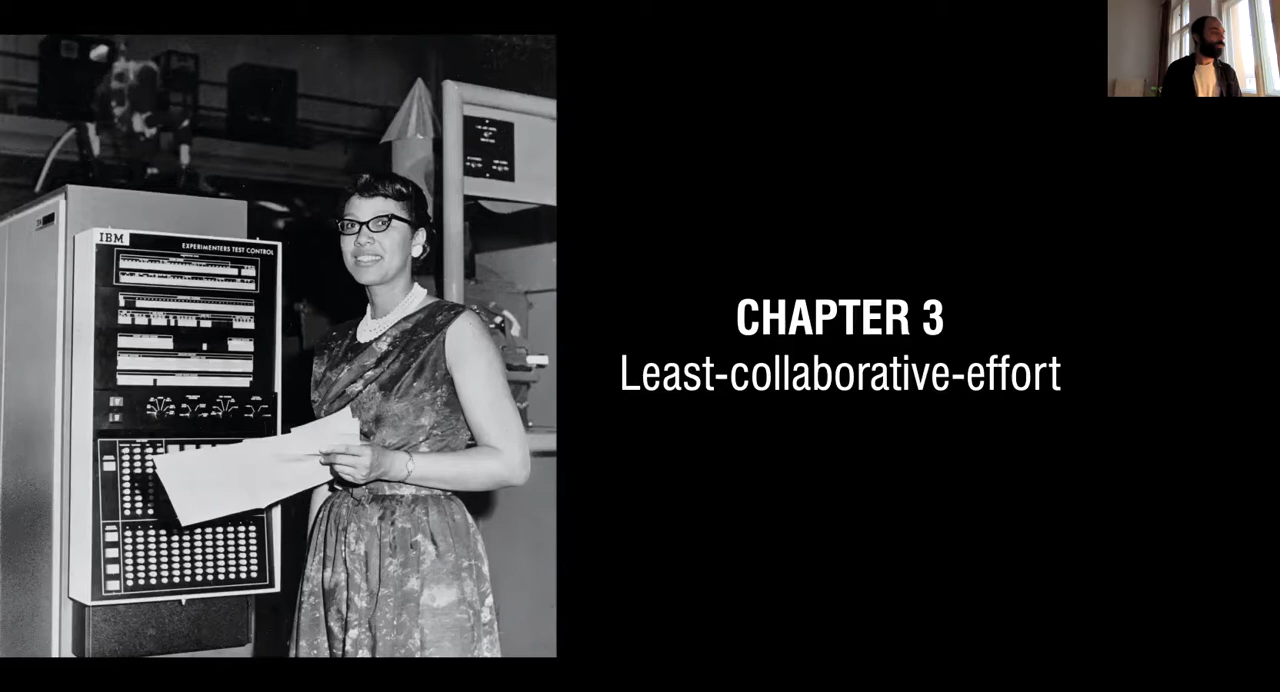 IBM
EXPERIMENTERS TEST CONTROL
CHAPTER 3
Least-collaborative-effort